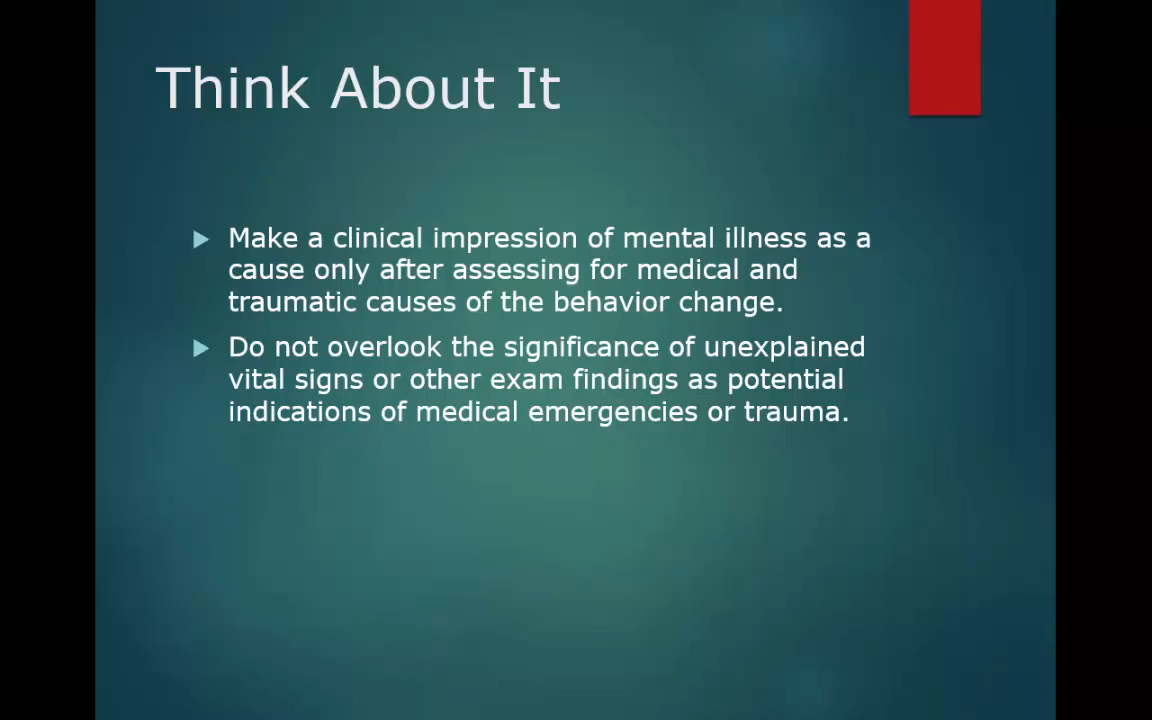 Think About It
Make a clinical impression of mental illness as a
cause only after assessing for medical and
traumatic causes of the behavior change.
Do not overlook the significance of unexplained
vital signs or other exam findings as potential
indications of medical emergencies or trauma.